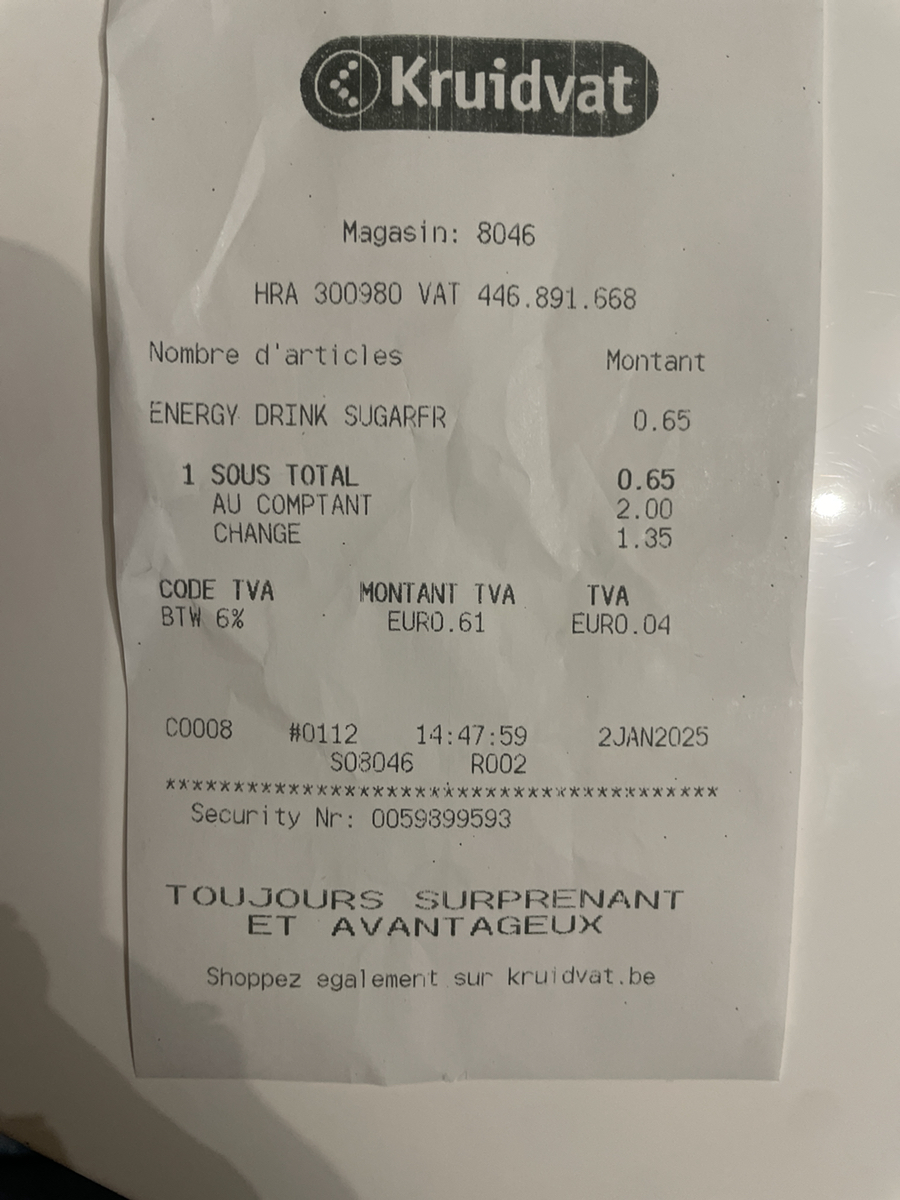 Kruidvat
Magasin: 8046
HRA 300980 VAT 446.891.668
Nombre d'articles Montant
ENERGY DRINK SUGARFR 0.65
1 SOUS TOTAL 0.65
AU COMPTANT 2.00
CHANGE 1.35
CODE TVA MONTANT TVA TVA
BTW 6% EUR0.61 EUR0.04
C0008 #0112 14:47:59 2JAN2025
S08046 R002
*****************************************
Security Nr: 0059899593
TOUJOURS SURPRENANT
ET AVANTAGEUX
Shoppez egalement sur kruidvat.be